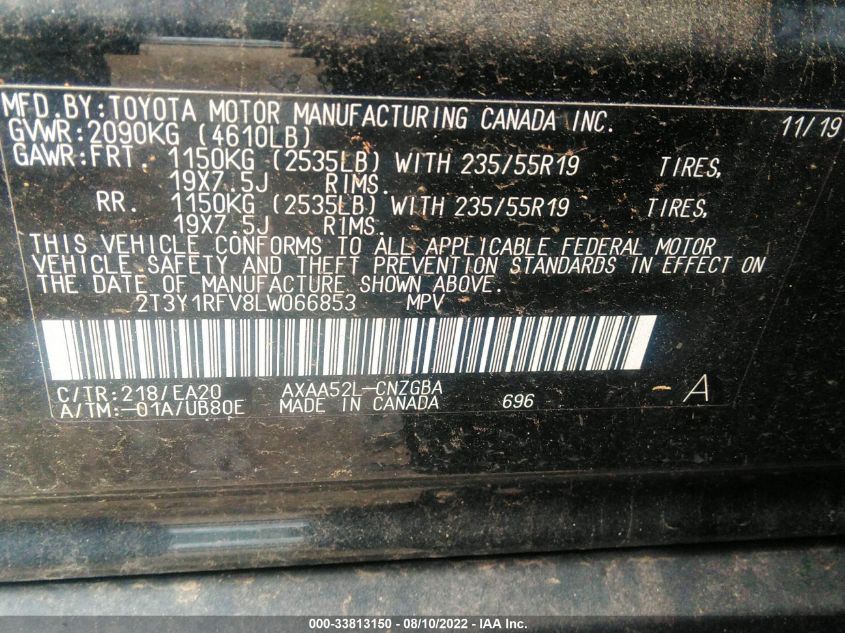 MFD.BY:TOYOTA MOTOR MANUFACTURING CANADA INC. 11/19
GVWR:2090KG (4610LB)
GAWR:FRT. 1150KG (2535LB) WITH 235/55R19 TIRES,
19X7.5J RIMS.
RR. 1150KG (2535LB) WITH 235/55R19 TIRES,
19X7.5J RIMS.
THIS VEHICLE CONFORMS TO ALL APPLICABLE FEDERAL MOTOR
VEHICLE SAFETY AND THEFT PREVENTION STANDARDS IN EFFECT ON
THE DATE OF MANUFACTURE SHOWN ABOVE.
2T3Y1RFV8LW066853 MPV
C/TR:218/EA20 AXAA52L-CNZGBA - A
A/TM:-01A/UB80E MADE IN CANADA 696
000-33813150 - 08/10/2022 - IAA Inc.